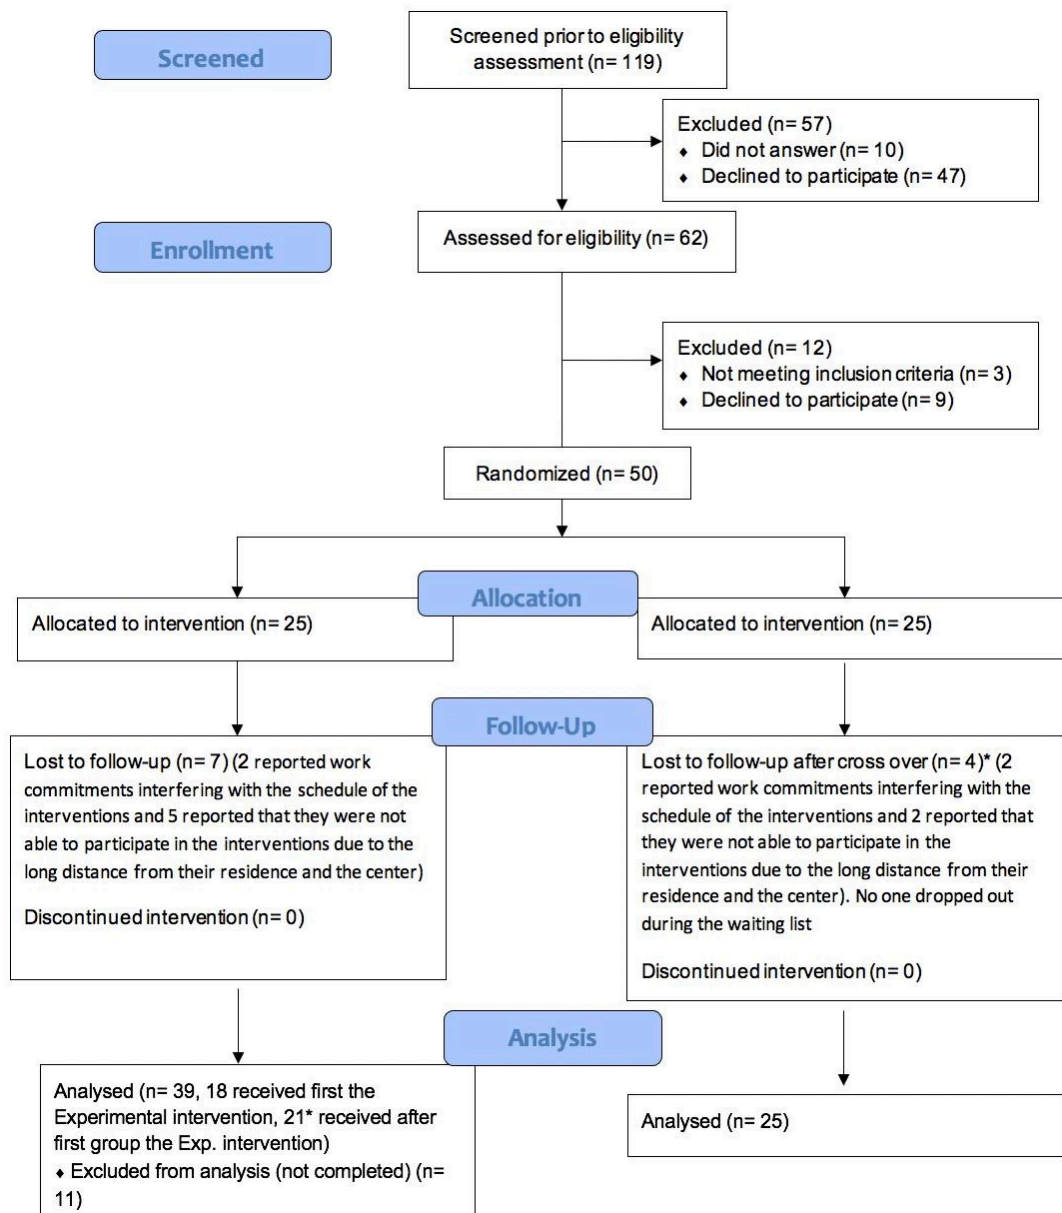 Screened
Screened prior to eligibility
assessment (n= 119)
Excluded (n= 57)
⬧ Did not answer (n= 10)
⬧ Declined to participate (n= 47)
Enrollment
Assessed for eligibility (n= 62)
Excluded (n= 12)
⬧ Not meeting inclusion criteria (n= 3)
⬧ Declined to participate (n= 9)
Randomized (n= 50)
Allocation
Allocated to intervention (n= 25)
Allocated to intervention (n= 25)
Follow-Up
Lost to follow-up (n= 7) (2 reported work
commitments interfering with the schedule of the
interventions and 5 reported that they were not
able to participate in the interventions due to the
long distance from their residence and the center)
Discontinued intervention (n= 0)
Lost to follow-up after cross over (n= 4)* (2
reported work commitments interfering with the
schedule of the interventions and 2 reported that
they were not able to participate in the
interventions due to the long distance from their
residence and the center). No one dropped out
during the waiting list
Discontinued intervention (n= 0)
Analysis
Analysed (n= 39, 18 received first the
Experimental intervention, 21* received after
first group the Exp. intervention)
⬧ Excluded from analysis (not completed) (n=
11)
Analysed (n= 25)